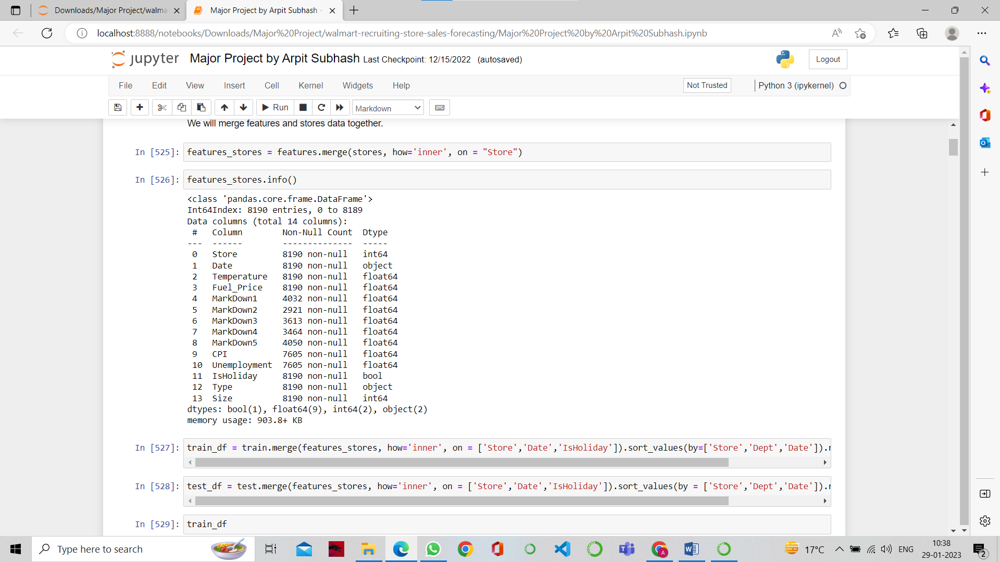 Downloads/Major Project/walma
Major Project by Arpit Subhash -
localhost:8888/notebooks/Downloads/Major%20Project/walmart-recruiting-store-sales-forecasting/Major%20Project%20by%20Arpit%20Subhash.ipynb
jupyter Major Project by Arpit Subhash Last Checkpoint: 12/15/2022 (autosaved)
Logout
File Edit View Insert Cell Kernel Widgets Help
Not Trusted Python 3 (ipykernel)
Run Markdown
We will merge features and stores data together.
In [525]: features_stores = features.merge(stores, how='inner', on = "Store")
In [526]: features_stores.info()
<class 'pandas.core.frame.DataFrame'>
Int64Index: 8190 entries, 0 to 8189
Data columns (total 14 columns):
# Column Non-Null Count Dtype
--- ------ -------------- -----
0 Store 8190 non-null int64
1 Date 8190 non-null object
2 Temperature 8190 non-null float64
3 Fuel_Price 8190 non-null float64
4 MarkDown1 4032 non-null float64
5 MarkDown2 2921 non-null float64
6 MarkDown3 3613 non-null float64
7 MarkDown4 3464 non-null float64
8 MarkDown5 4050 non-null float64
9 CPI 7605 non-null float64
10 Unemployment 7605 non-null float64
11 IsHoliday 8190 non-null bool
12 Type 8190 non-null object
13 Size 8190 non-null int64
dtypes: bool(1), float64(9), int64(2), object(2)
memory usage: 903.8+ KB
In [527]: train_df = train.merge(features_stores, how='inner', on = ['Store','Date','IsHoliday']).sort_values(by=['Store','Dept','Date']).r
In [528]: test_df = test.merge(features_stores, how='inner', on = ['Store','Date','IsHoliday']).sort_values(by = ['Store','Dept','Date']).r
In [529]: train_df
Type here to search
17°C
ENG
10:38
29-01-2023
2